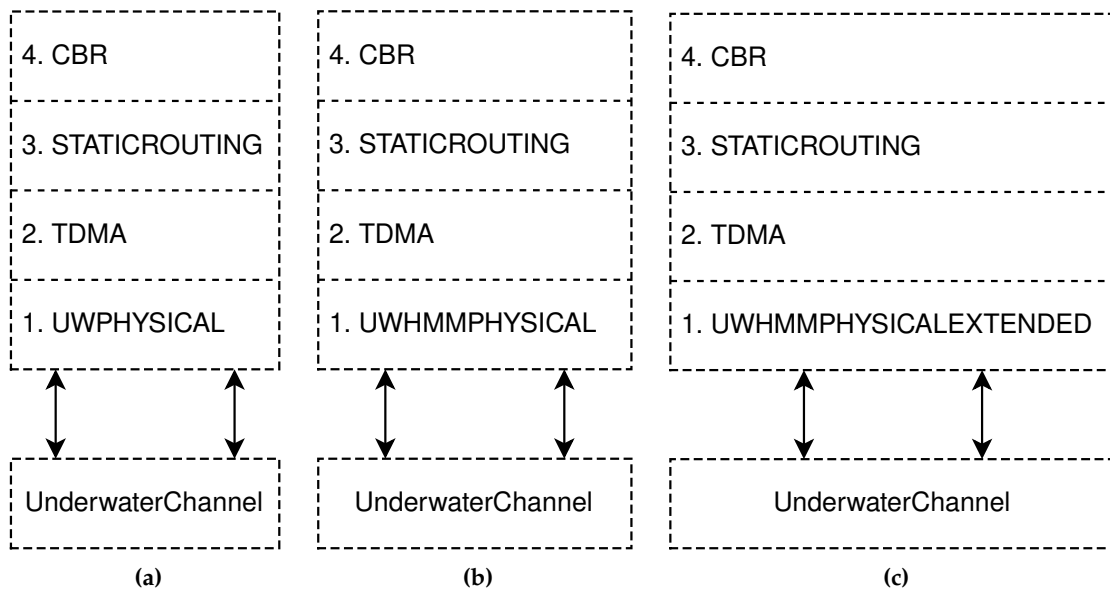 4. CBR
3. STATICROUTING
2. TDMA
1. UWPHYSICAL
UnderwaterChannel
(a)
4. CBR
3. STATICROUTING
2. TDMA
1. UWHMMPHYSICAL
UnderwaterChannel
(b)
4. CBR
3. STATICROUTING
2. TDMA
1. UWHMMPHYSICALEXTENDED
UnderwaterChannel
(c)